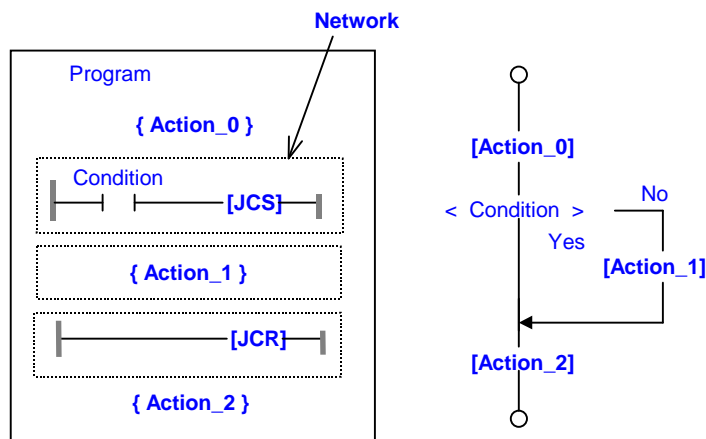 Network
Program
{ Action_0 }
Condition
[JCS]
{ Action_1 }
[JCR]
{ Action_2 }
[Action_0]
< Condition >
No
Yes
[Action_1]
[Action_2]